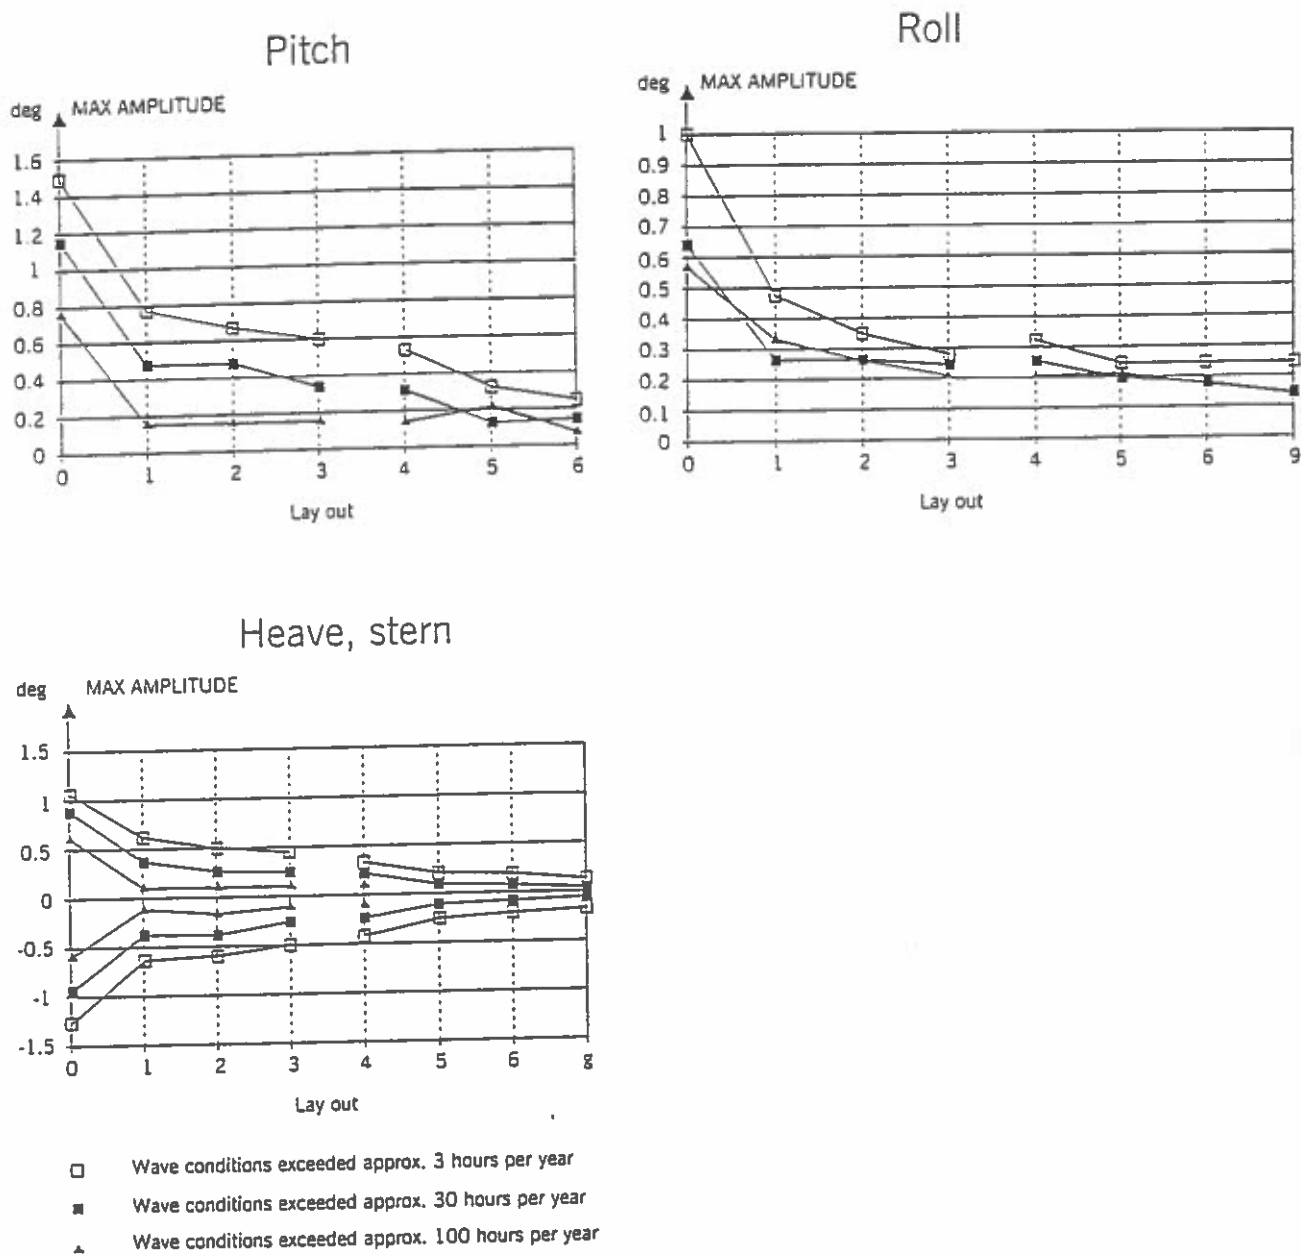 Pitch
deg MAX AMPLITUDE
1.6
1.4
1.2
1
0.8
0.6
0.4
0.2
0
0 1 2 3 4 5 6
Lay out
Roll
deg MAX AMPLITUDE
1
0.9
0.8
0.7
0.6
0.5
0.4
0.3
0.2
0.1
0
0 1 2 3 4 5 6 9
Lay out
Heave, stern
deg MAX AMPLITUDE
1.5
1
0.5
0
-0.5
-1
-1.5
0 1 2 3 4 5 6 8
Lay out
Wave conditions exceeded approx. 3 hours per year
Wave conditions exceeded approx. 30 hours per year
Wave conditions exceeded approx. 100 hours per year